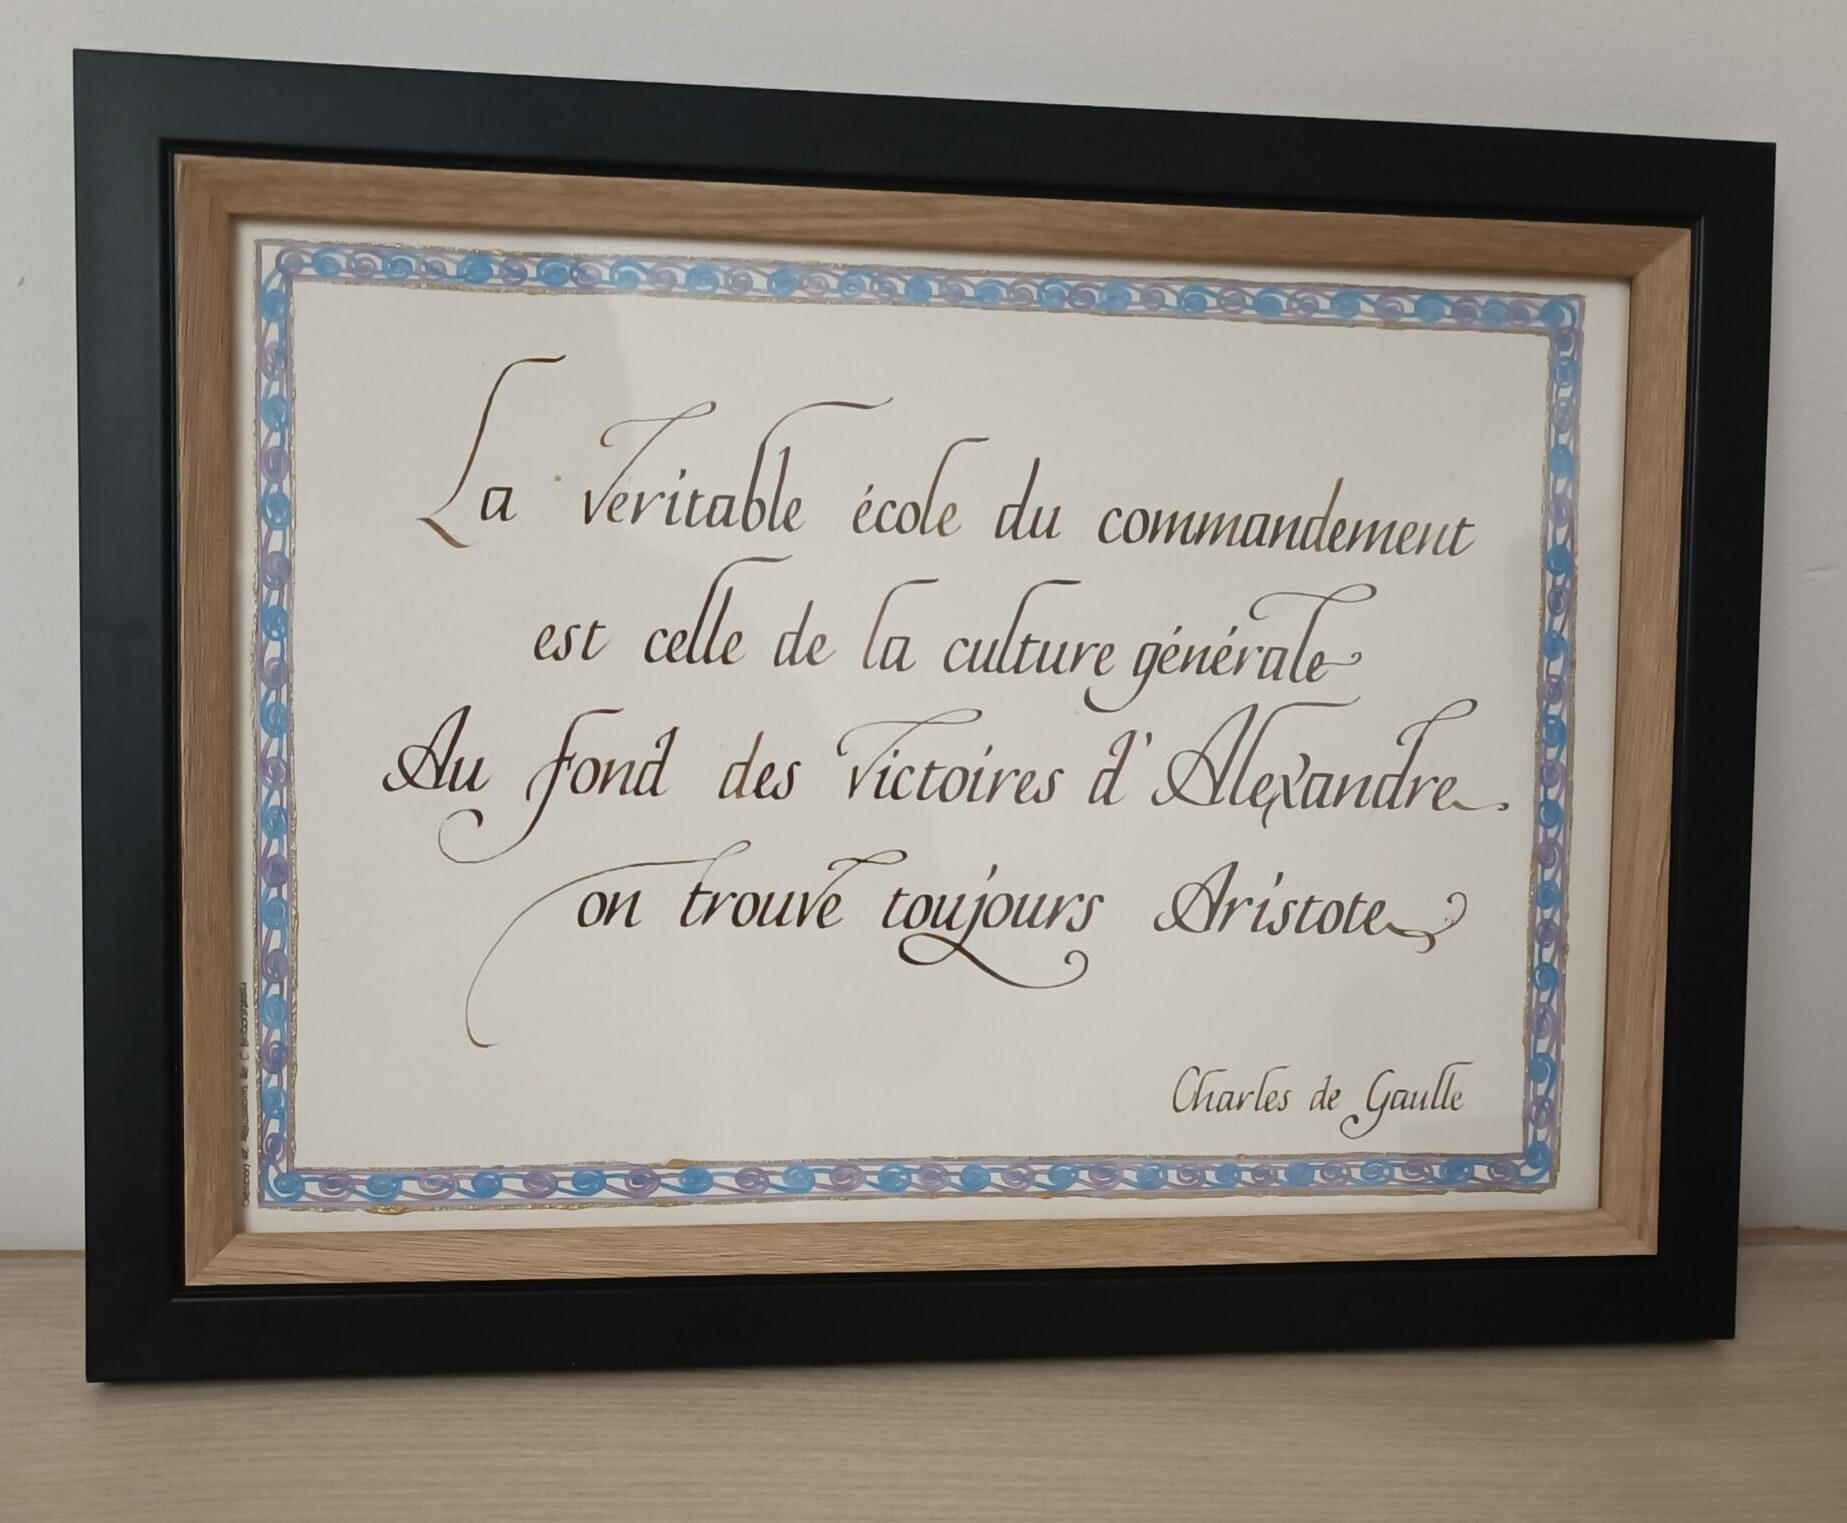 La veritable école du commandement
est celle de la culture générale
Au fond des victoires d'Alexandre
on trouve toujours Aristote
Charles de Gaulle